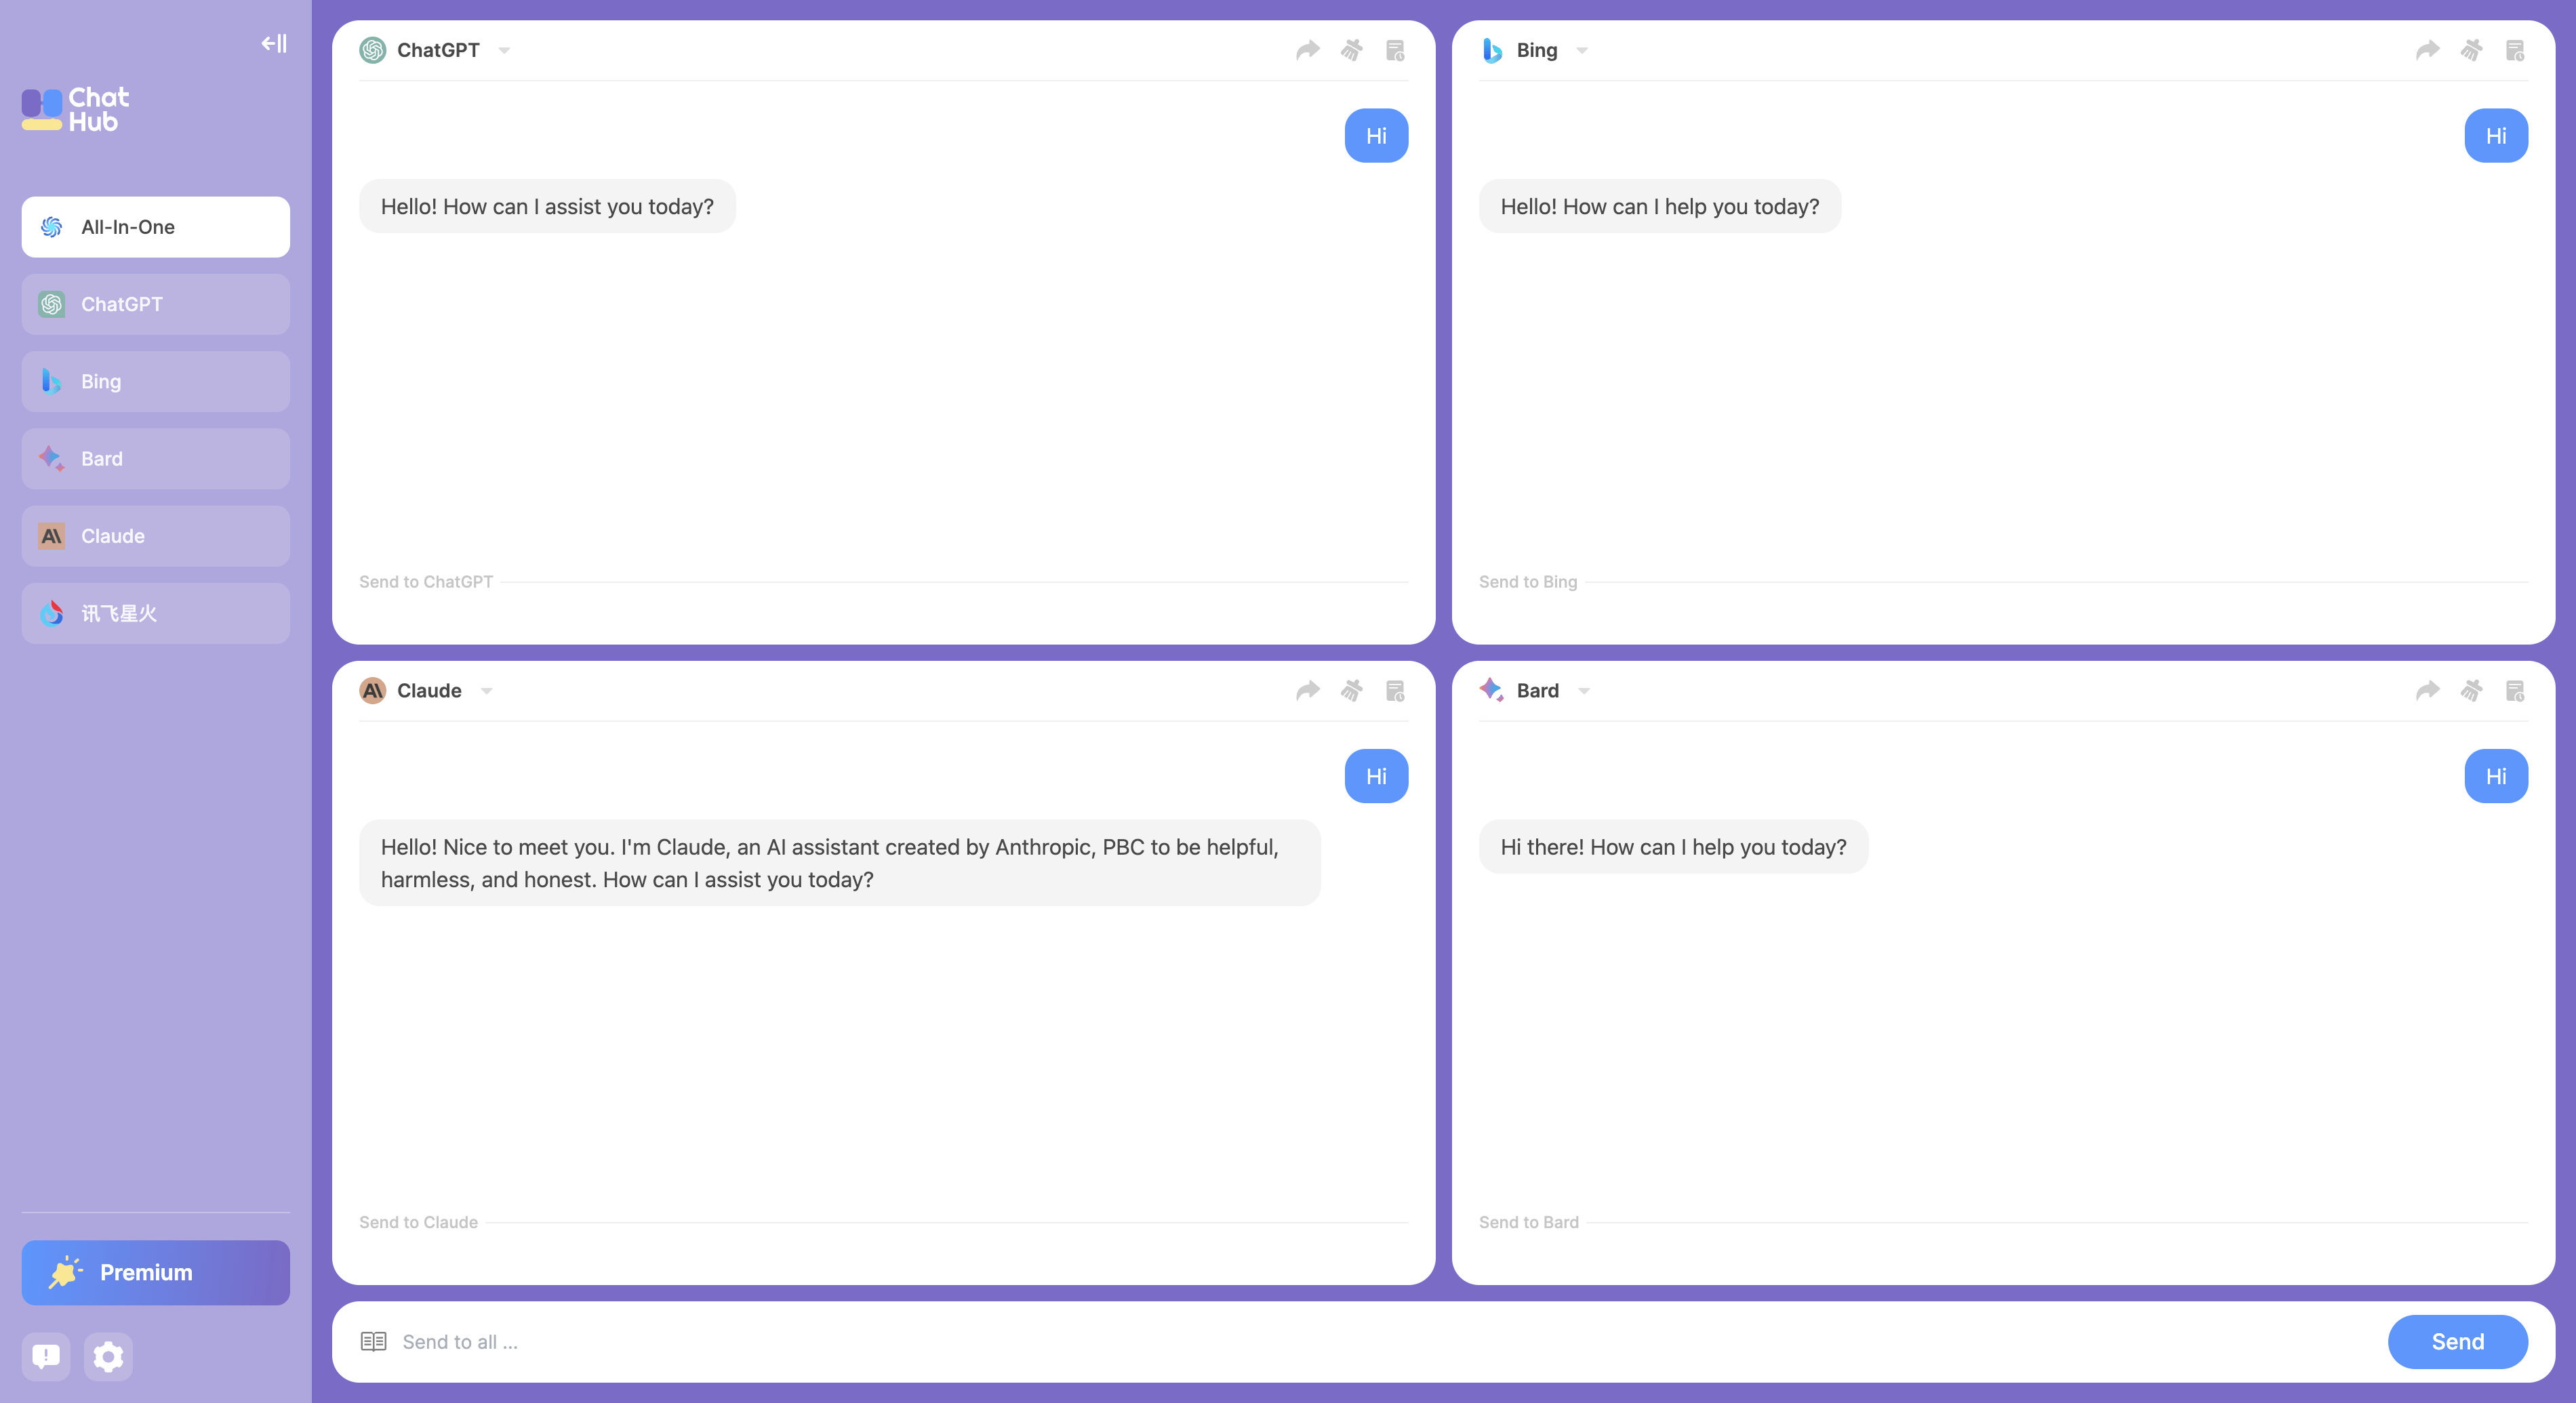 Chat
Hub
All-In-One
ChatGPT
Bing
Bard
Claude
讯飞星火
Premium
ChatGPT
Hi
Hello! How can I assist you today?
Send to ChatGPT
Bing
Hi
Hello! How can I help you today?
Send to Bing
Claude
Hi
Hello! Nice to meet you. I'm Claude, an AI assistant created by Anthropic, PBC to be helpful,
harmless, and honest. How can I assist you today?
Send to Claude
Bard
Hi
Hi there! How can I help you today?
Send to Bard
Send to all ...
Send